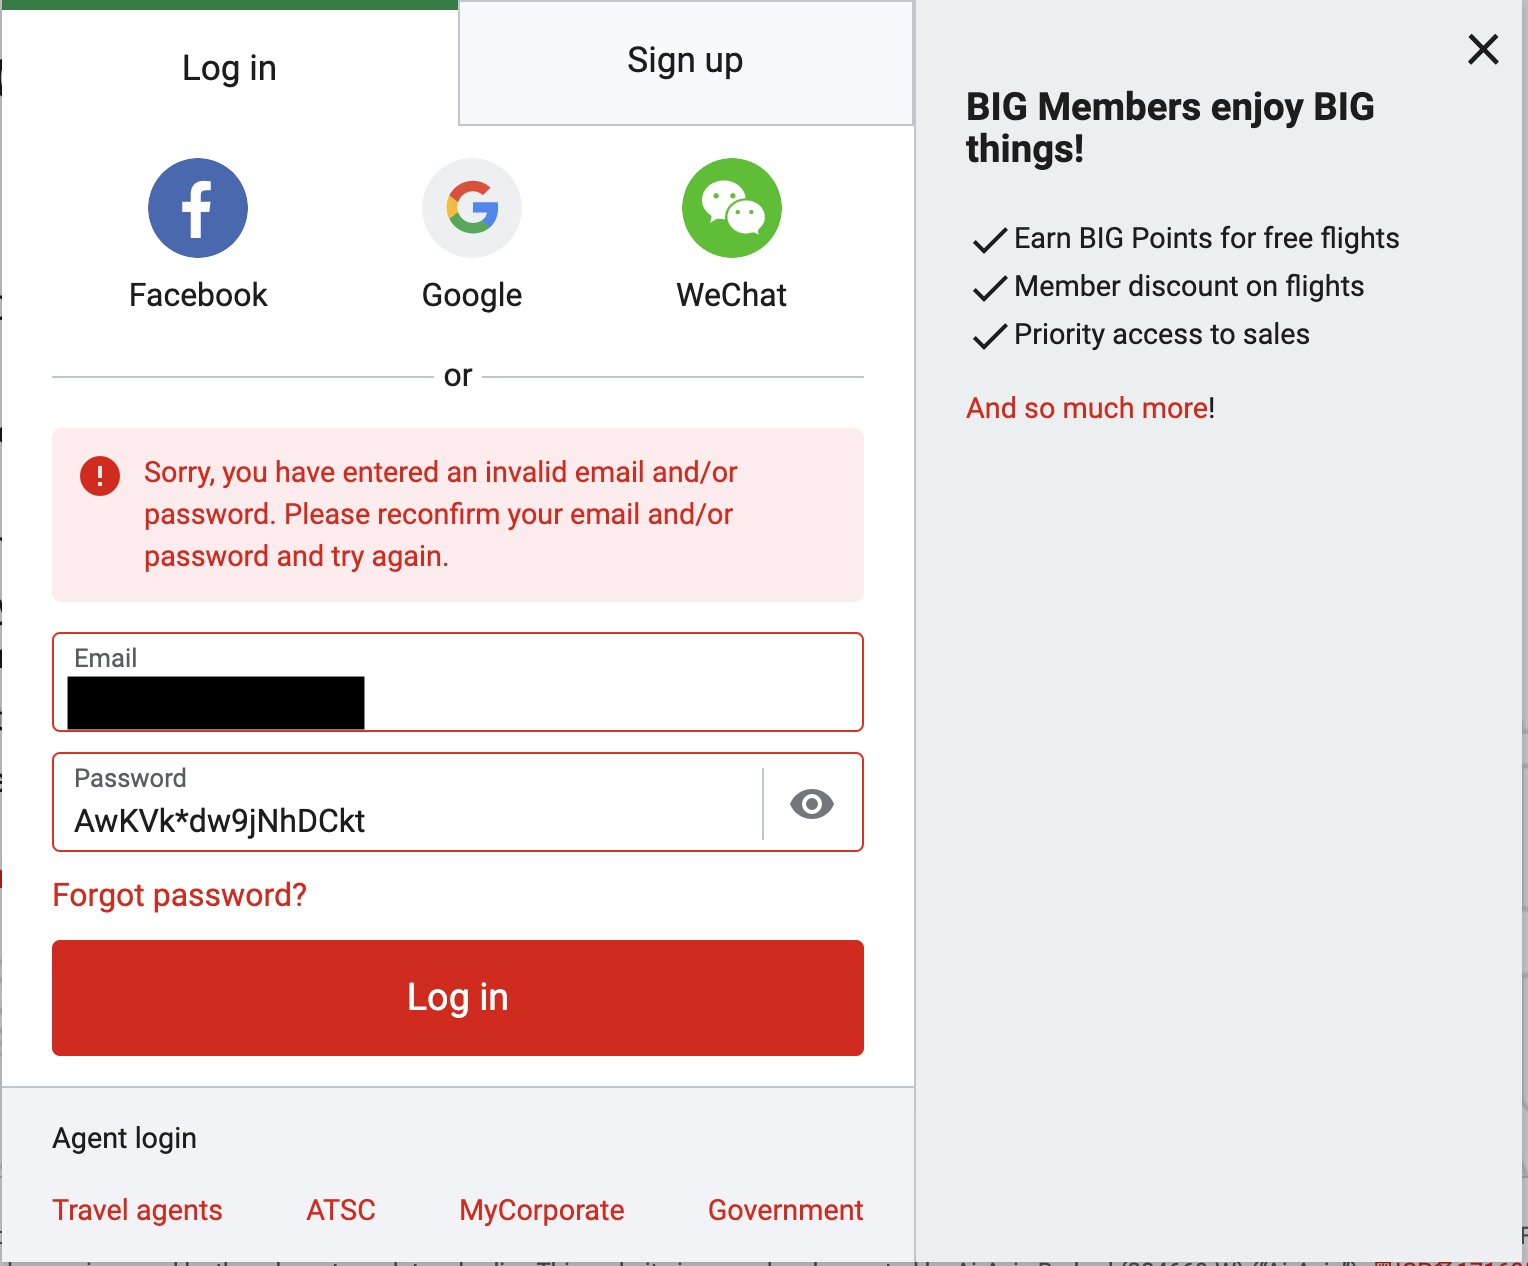 Log in
Sign up
Facebook
Google
WeChat
or
Sorry, you have entered an invalid email and/or
password. Please reconfirm your email and/or
password and try again.
Email
Password
AwKVk*dw9jNhDCkt
Forgot password?
Log in
Agent login
Travel agents
ATSC
MyCorporate
Government
BIG Members enjoy BIG
things!
Earn BIG Points for free flights
Member discount on flights
Priority access to sales
And so much more!